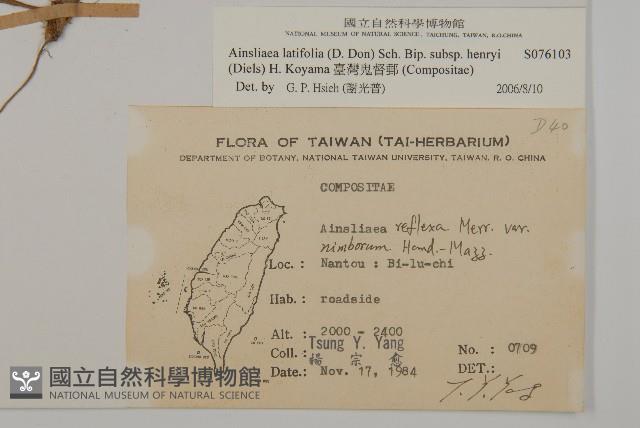 國立自然科學博物館
NATIONAL MUSEUM OF NATURAL SCIENCE, TAICHUNG, TAIWAN, R.O.CHINA
Ainsliaea latifolia (D. Don) Sch. Bip. subsp. henryi S076103
(Diels) H. Koyama 臺灣鬼督郵 (Compositae)
Det. by G. P. Hsieh (謝光普) 2006/8/10
D40
FLORA OF TAIWAN (TAI-HERBARIUM)
DEPARTMENT OF BOTANY, NATIONAL TAIWAN UNIVERSITY, TAIWAN, R. O. CHINA
COMPOSITAE
Ainsliaea reflexa Merr. var.
nimborum Hand.-Mazz.
Loc.: Nantou : Bi-lu-chi
Hab.: roadside
Alt.: 2000 - 2400
Coll.: Tsung Y. Yang No.: 0709
楊宗愈
Date.: Nov. 17, 1984 DET.:
T. Y. Yang
國立自然科學博物館
NATIONAL MUSEUM OF NATURAL SCIENCE